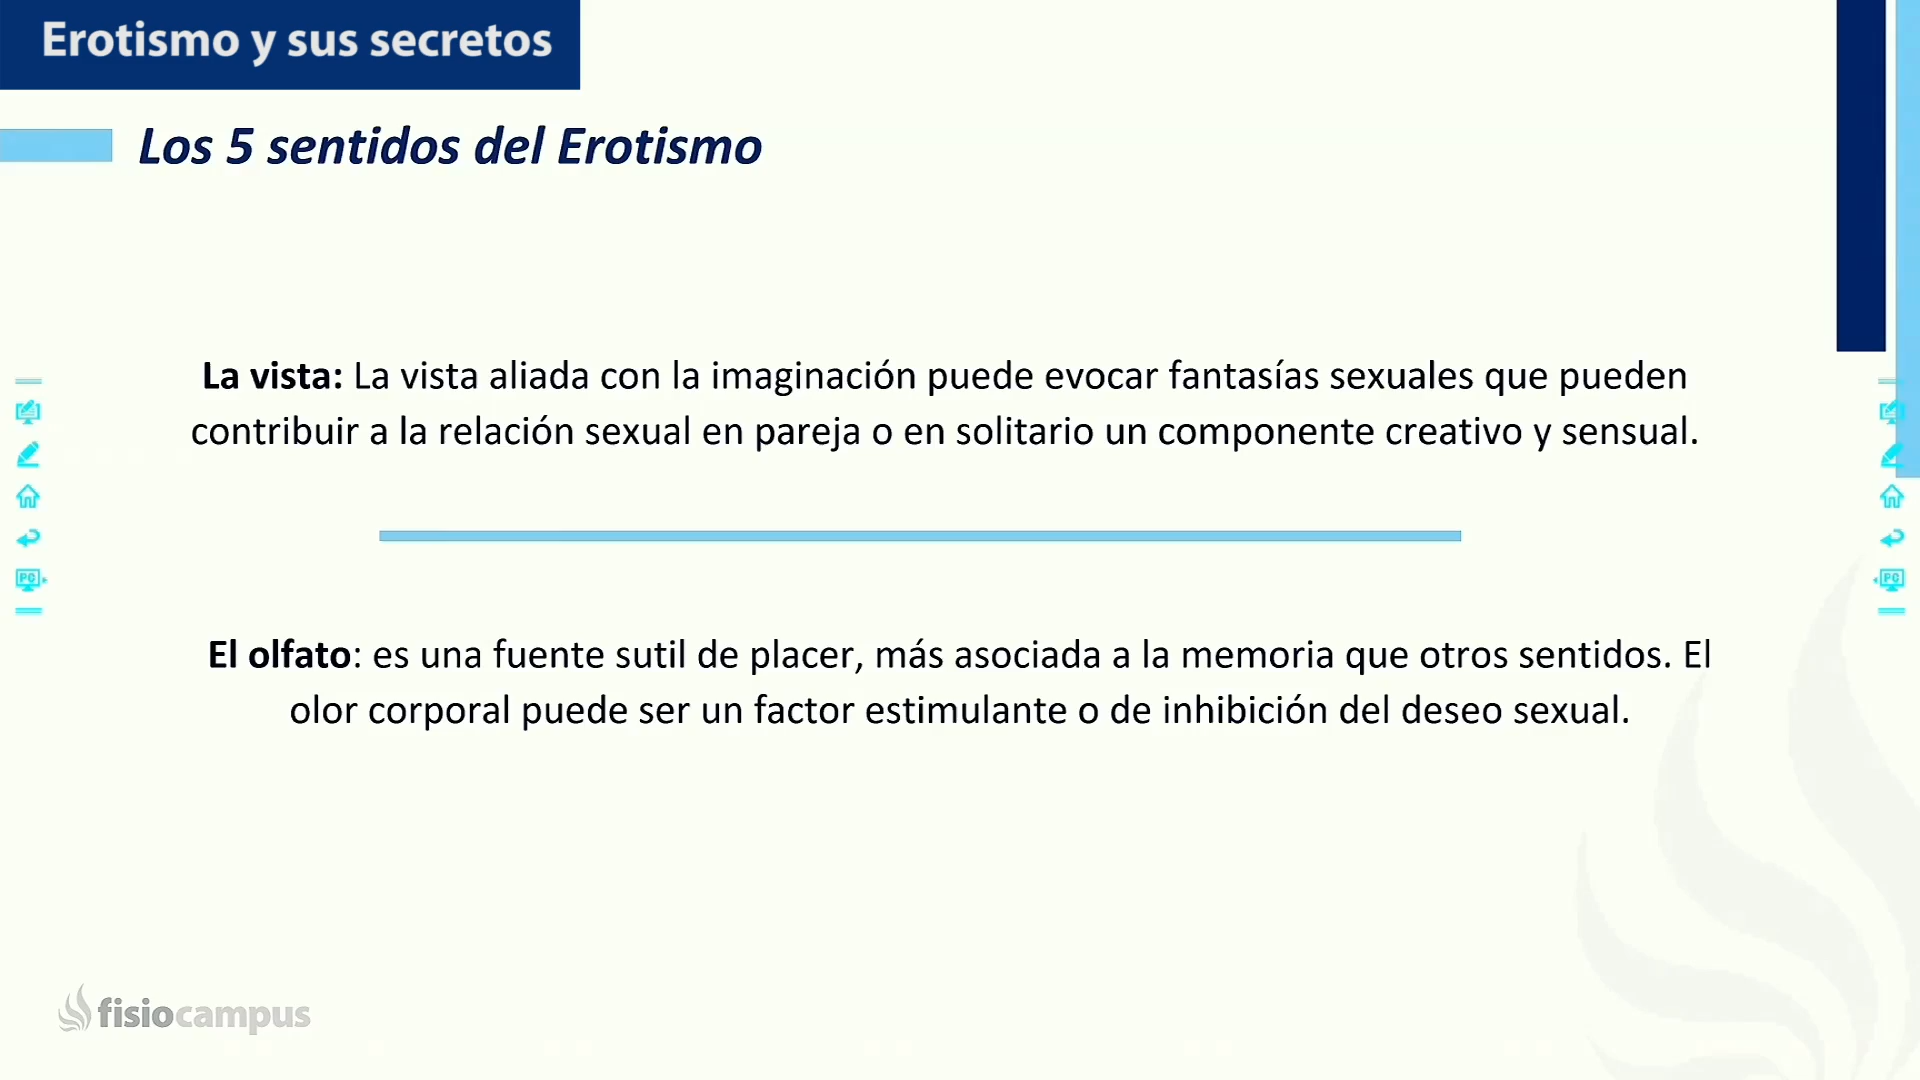 Erotismo y sus secretos
Los 5 sentidos del Erotismo
La vista: La vista aliada con la imaginación puede evocar fantasías sexuales que pueden
contribuir a la relación sexual en pareja o en solitario un componente creativo y sensual.
El olfato: es una fuente sutil de placer, más asociada a la memoria que otros sentidos. El
olor corporal puede ser un factor estimulante o de inhibición del deseo sexual.
PC
PC
fisiocampus